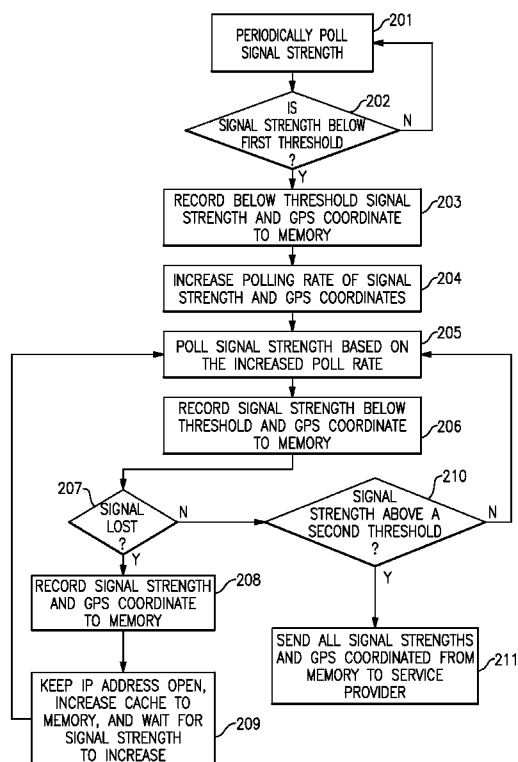 201
PERIODICALLY POLL
SIGNAL STRENGTH
202
IS
SIGNAL STRENGTH BELOW
FIRST THRESHOLD
?
N
Y
RECORD BELOW THRESHOLD SIGNAL
STRENGTH AND GPS COORDINATE
TO MEMORY
203
INCREASE POLLING RATE OF SIGNAL
STRENGTH AND GPS COORDINATES
204
205
POLL SIGNAL STRENGTH BASED ON
THE INCREASED POLL RATE
RECORD SIGNAL STRENGTH BELOW
THRESHOLD AND GPS COORDINATE
TO MEMORY
206
207
SIGNAL
LOST
?
N
Y
210
SIGNAL
STRENGTH ABOVE A
SECOND THRESHOLD
?
N
Y
RECORD SIGNAL STRENGTH
AND GPS COORDINATE
TO MEMORY
208
SEND ALL SIGNAL STRENGTHS
AND GPS COORDINATED FROM
MEMORY TO SERVICE
PROVIDER
211
KEEP IP ADDRESS OPEN,
INCREASE CACHE TO
MEMORY, AND WAIT FOR
SIGNAL STRENGTH
TO INCREASE
209